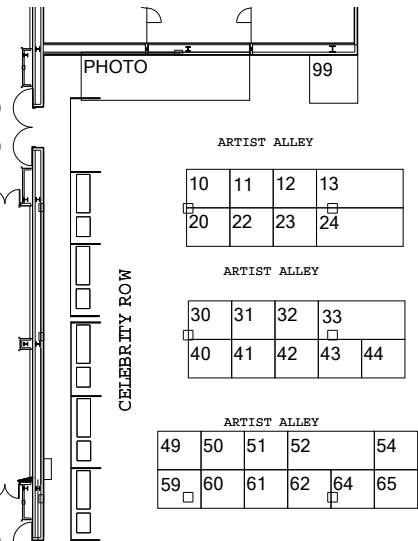 PHOTO
99
ARTIST ALLEY
10 11 12 13
20 22 23 24
ARTIST ALLEY
CELEBRITY ROW
30 31 32 33
40 41 42 43 44
ARTIST ALLEY
49 50 51 52 54
59 60 61 62 64 65